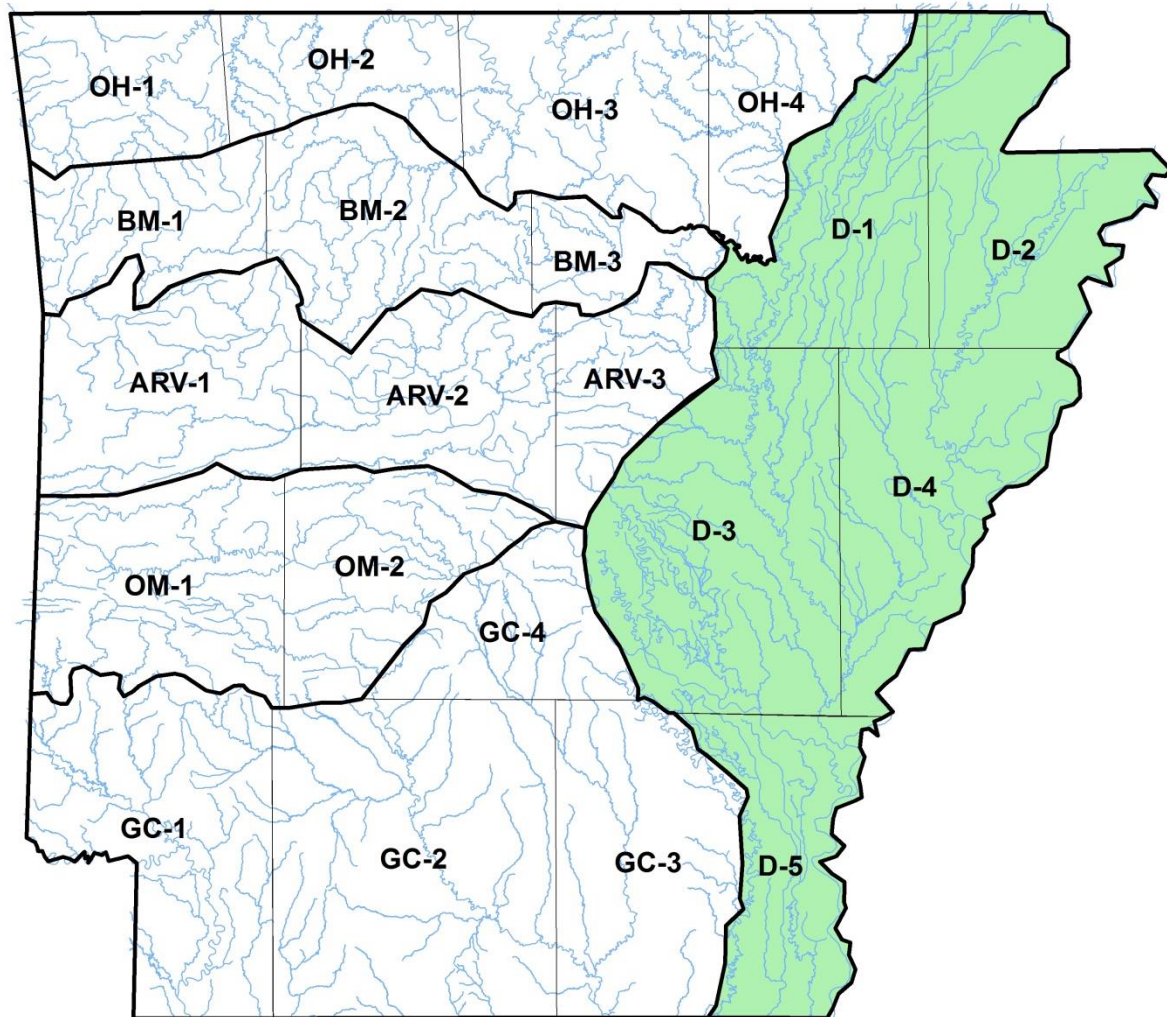 OH-1
OH-2
OH-3
OH-4
BM-1
BM-2
BM-3
D-1
D-2
ARV-1
ARV-2
ARV-3
D-3
D-4
OM-1
OM-2
GC-4
GC-1
GC-2
GC-3
D-5